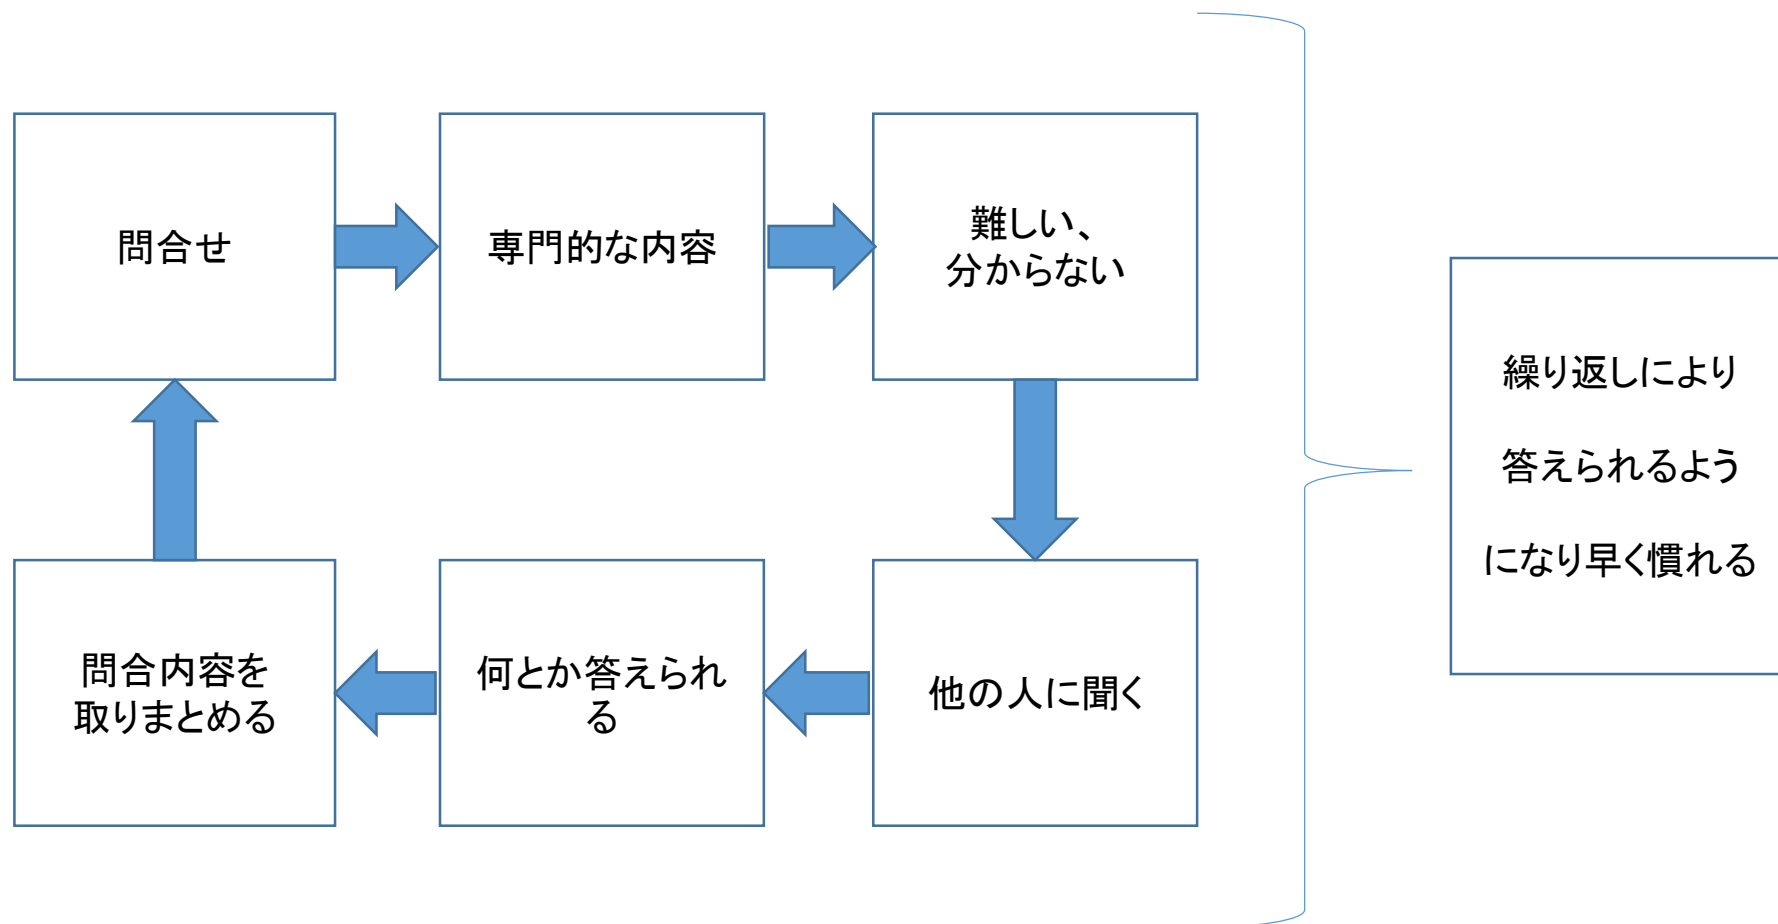 問合せ
専門的な内容
難しい、
分からない
他の人に聞く
何とか答えられ
る
問合内容を
取りまとめる
繰り返しにより
答えられるよう
になり早く慣れる